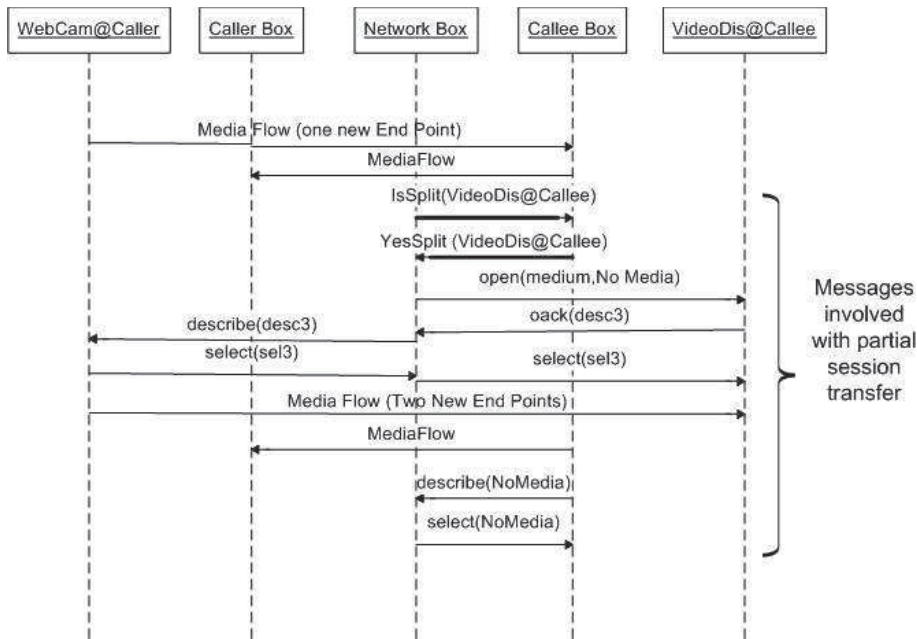 WebCam@Caller
Caller Box
Network Box
Callee Box
VideoDis@Callee
Media Flow (one new End Point)
MediaFlow
IsSplit(VideoDis@Callee)
YesSplit (VideoDis@Callee)
open(medium,No Media)
oack(desc3)
describe(desc3)
select(sel3)
select(sel3)
Media Flow (Two New End Points)
MediaFlow
describe(NoMedia)
select(NoMedia)
Messages
involved
with partial
session
transfer